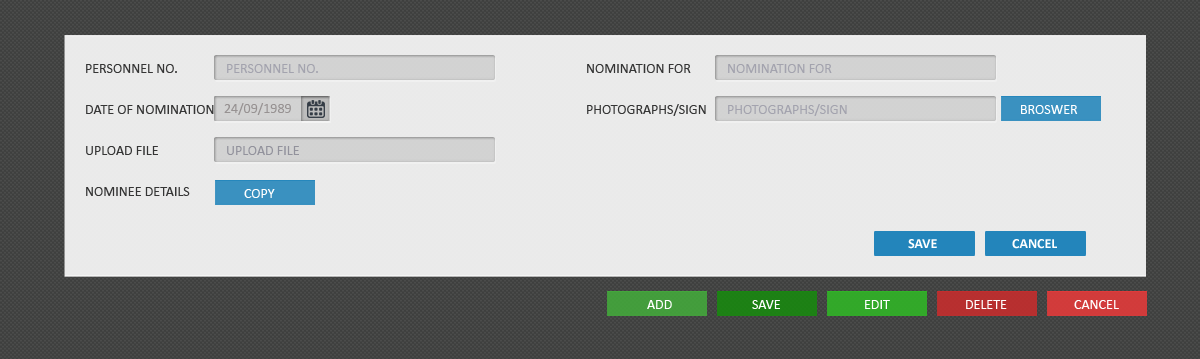 PERSONNEL NO. PERSONNEL NO. NOMINATION FOR NOMINATION FOR
DATE OF NOMINATION 24/09/1989 PHOTOGRAPHS/SIGN PHOTOGRAPHS/SIGN BROSWER
UPLOAD FILE UPLOAD FILE
NOMINEE DETAILS COPY
SAVE CANCEL
ADD SAVE EDIT DELETE CANCEL